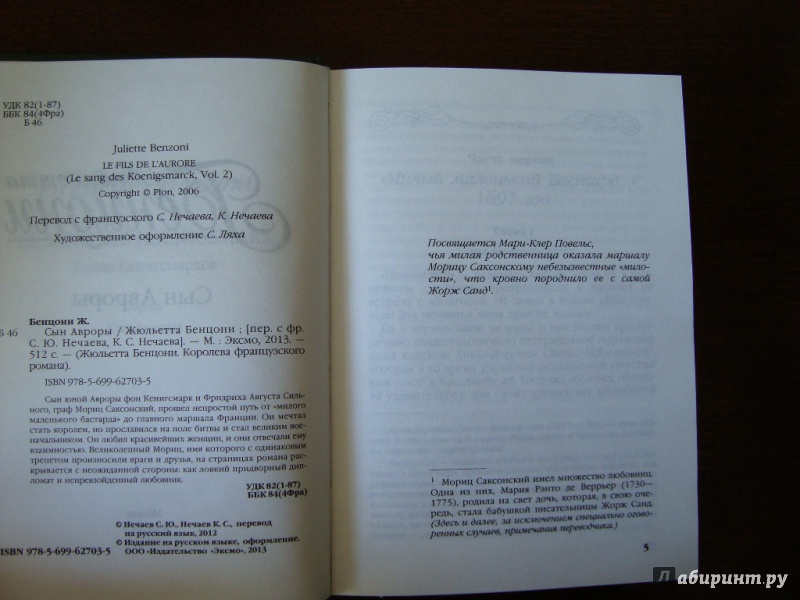 УДК 82(1-87)
ББК 84(4Фра)
Б 46
Juliette Benzoni
LE FILS DE L'AURORE
(Le sang des Koenigsmarck, Vol. 2)
Copyright © Plon, 2006
Перевод с французского С. Нечаева, К. Нечаева
Художественное оформление С. Ляха
Бенцони Ж.
Б 46 Сын Авроры / Жюльетта Бенцони ; [пер. с фр.
С. Ю. Нечаева, К. С. Нечаева]. — М. : Эксмо, 2013. —
512 с. — (Жюльетта Бенцони. Королева французского
романа).
ISBN 978-5-699-62703-5
Сын юной Авроры фон Кенигсмарк и Фридриха Августа Силь-
ного, граф Мориц Саксонский, прошел непростой путь от «милого
маленького бастарда» до главного маршала Франции. Он мечтал
стать королем, но прославился на поле битвы и стал великим вое-
начальником. Он любил красивейших женщин, и они отвечали ему
взаимностью. Великолепный Мориц, имя которого с одинаковым
трепетом произносили враги и друзья, на страницах романа рас-
крывается с неожиданной стороны: как ловкий придворный дип-
ломат и непревзойденный любовник.
УДК 82(1-87)
ББК 84(4Фра)
© Нечаев С. Ю., Нечаев К. С., перевод
на русский язык, 2012
© Издание на русском языке, оформление.
ООО «Издательство «Эксмо», 2013
ISBN 978-5-699-62703-5
Посвящается Мари-Клер Повельс,
чья милая родственница оказала маршалу
Морицу Саксонскому небезызвестные «мило-
сти», что кровно породнило ее с самой
Жорж Санд¹.
¹ Мориц Саксонский имел множество любовниц.
Одна из них, Мария Рэнто де Веррьер (1730—
1775), родила на свет дочь, которая, в свою оче-
редь, стала бабушкой писательницы Жорж Санд.
(Здесь и далее, за исключением специально огово-
ренных случаев, примечания переводчика.)
5
лабиринт.ру